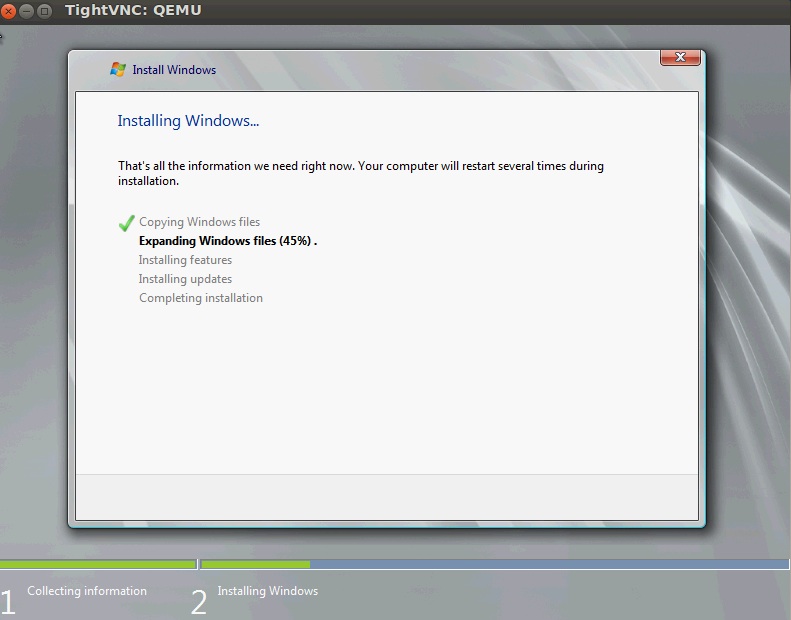 TightVNC: QEMU
Install Windows
Installing Windows...
That's all the information we need right now. Your computer will restart several times during
installation.
Copying Windows files
Expanding Windows files (45%) .
Installing features
Installing updates
Completing installation
1 Collecting information
2 Installing Windows